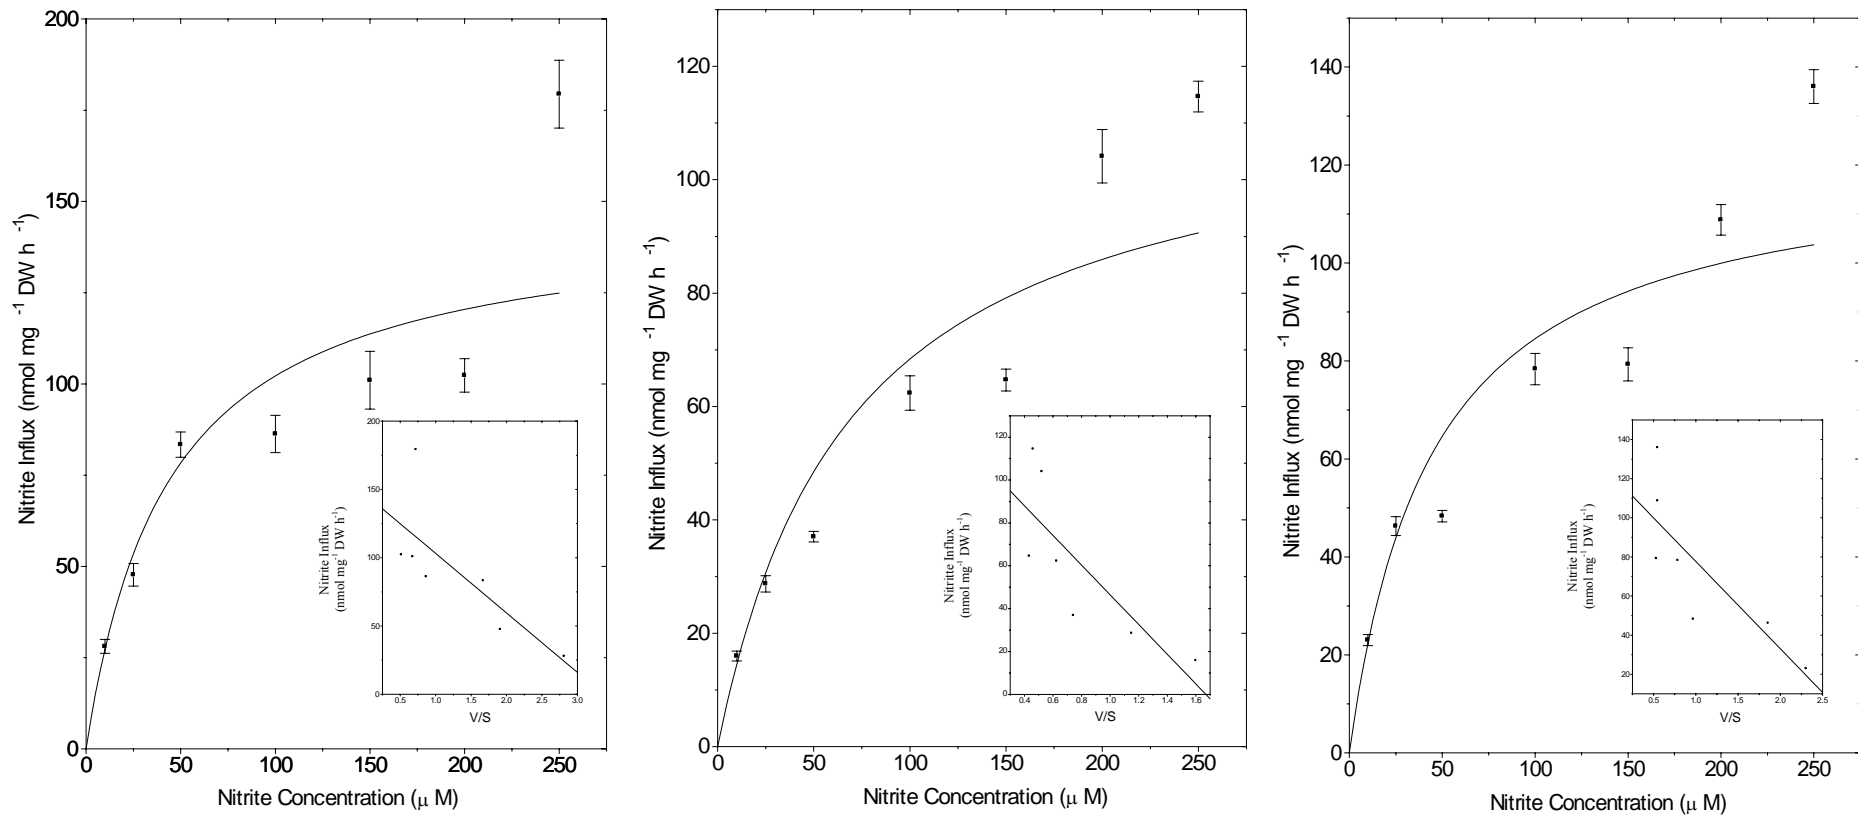 200
150
100
50
0
0 50 100 150 200 250
Nitrite Influx (nmol mg -1 DW h -1)
Nitrite Concentration (μ M)
200
150
100
50
0
0.5 1.0 1.5 2.0 2.5 3.0
Nitrite Influx
(nmol mg-1 DW h-1)
V/S
120
100
80
60
40
20
0
0 50 100 150 200 250
Nitrite Influx (nmol mg -1 DW h -1)
Nitrite Concentration (μ M)
120
100
80
60
40
20
0
0.4 0.6 0.8 1.0 1.2 1.4 1.6
Nitritte Influx
(nmol mg-1 DW h-1)
V/S
140
120
100
80
60
40
20
0
0 50 100 150 200 250
Nitrite Influx (nmol mg -1 DW h -1)
Nitrite Concentration (μ M)
140
120
100
80
60
40
20
0.5 1.0 1.5 2.0 2.5
Nitrite Influx
(nmol mg-1 DW h-1)
V/S